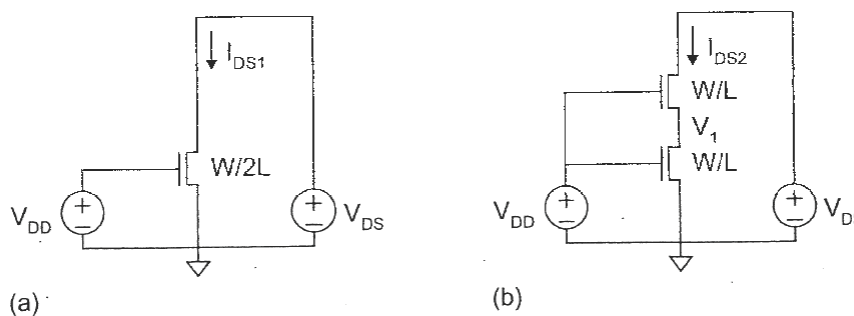 I_DS1
W/2L
V_DD
+
−
+
−
V_DS
(a)
I_DS2
W/L
V_1
W/L
V_DD
+
−
+
−
V_D
(b)